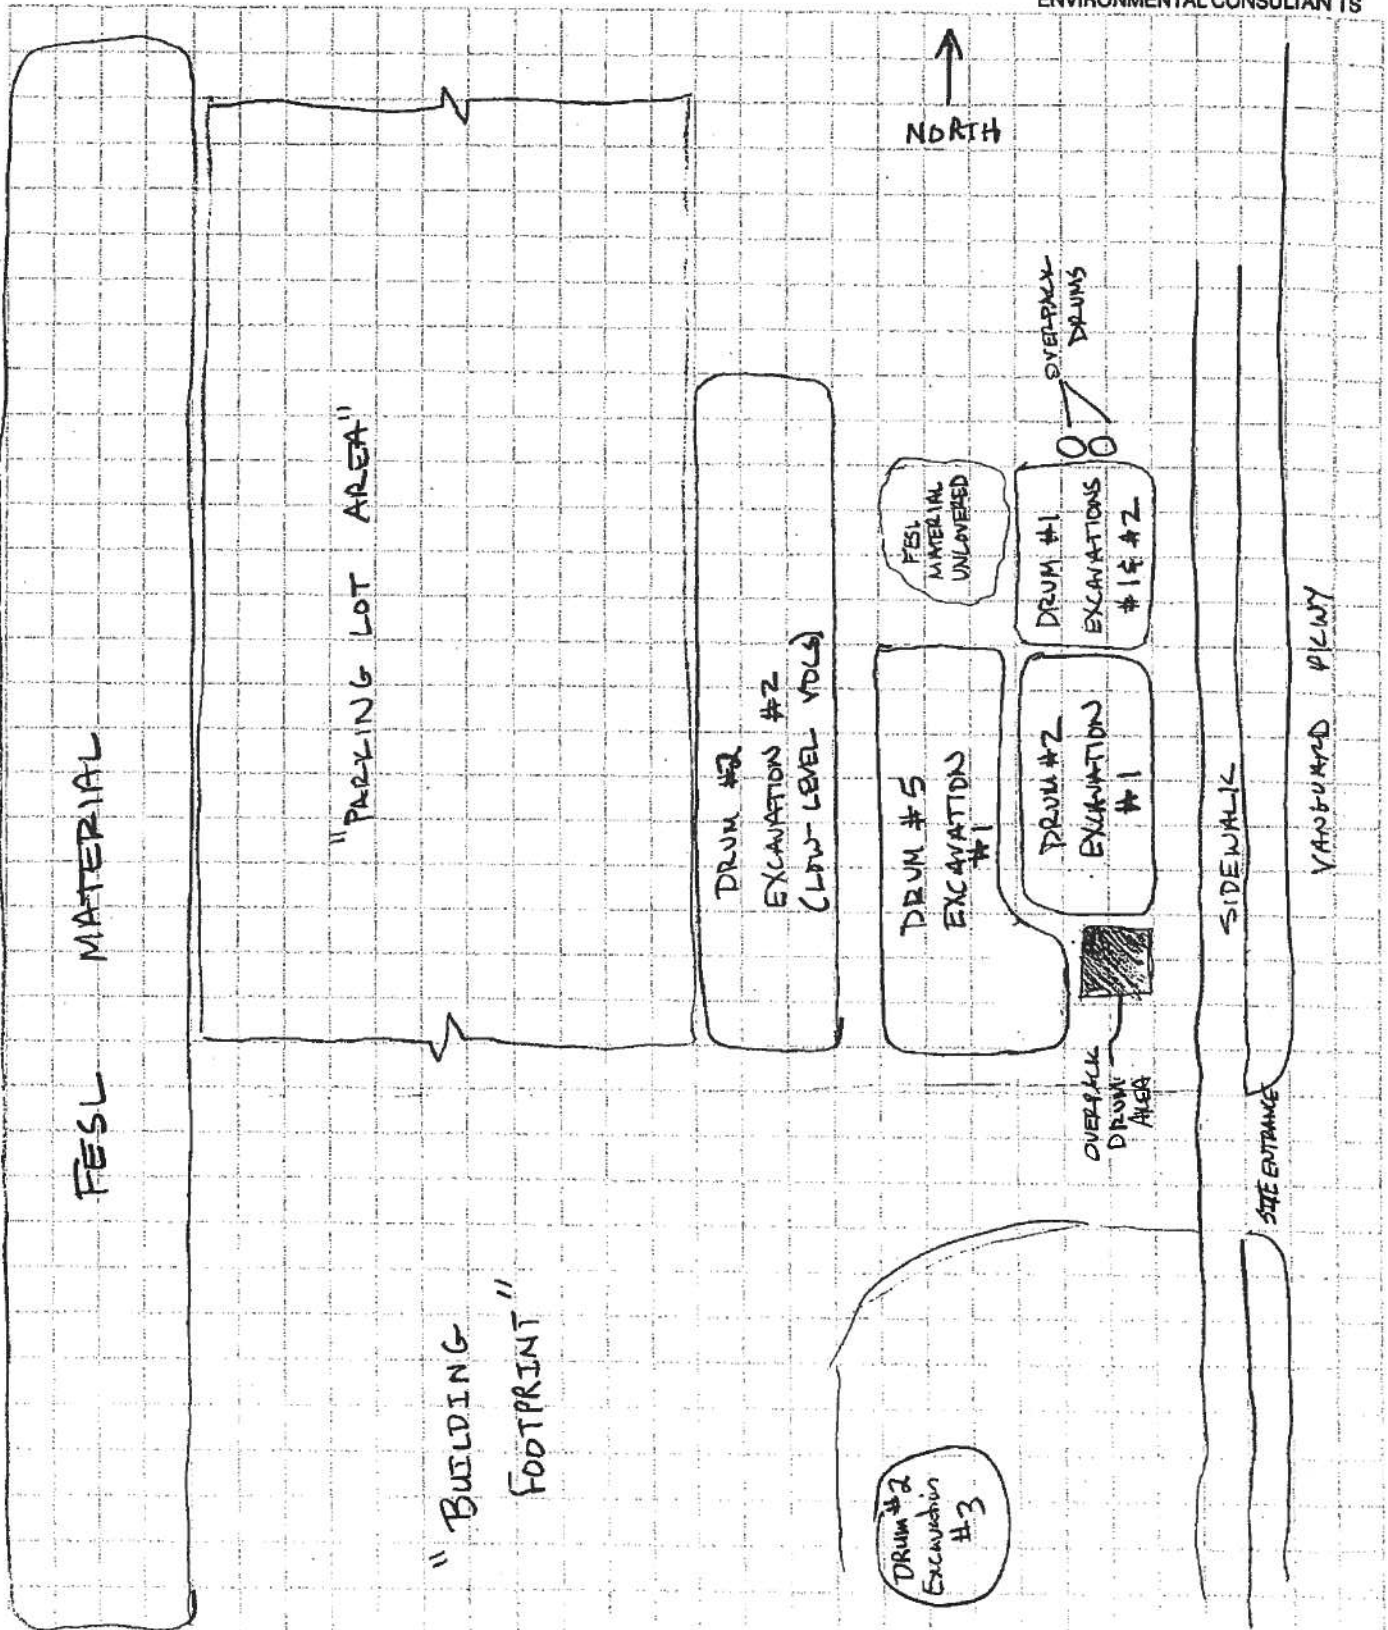 ENVIRONMENTAL CONSULTANTS
NORTH
FESL MATERIAL
"PARKING LOT AREA"
OVERPACK
DRUMS
FESL
MATERIAL
UNCOVERED
DRUM #1
EXCAVATIONS
#1 & #2
DRUM #2
EXCAVATION #2
(LOW-LEVEL VOCs)
DRUM #5
EXCAVATION
#1
DRUM #2
EXCAVATION
#1
OVERPACK
DRUM
AREA
SIDEWALK
VANGUARD PKWY
SITE ENTRANCE
"BUILDING
FOOTPRINT"
DRUM #2
Excavation
#3